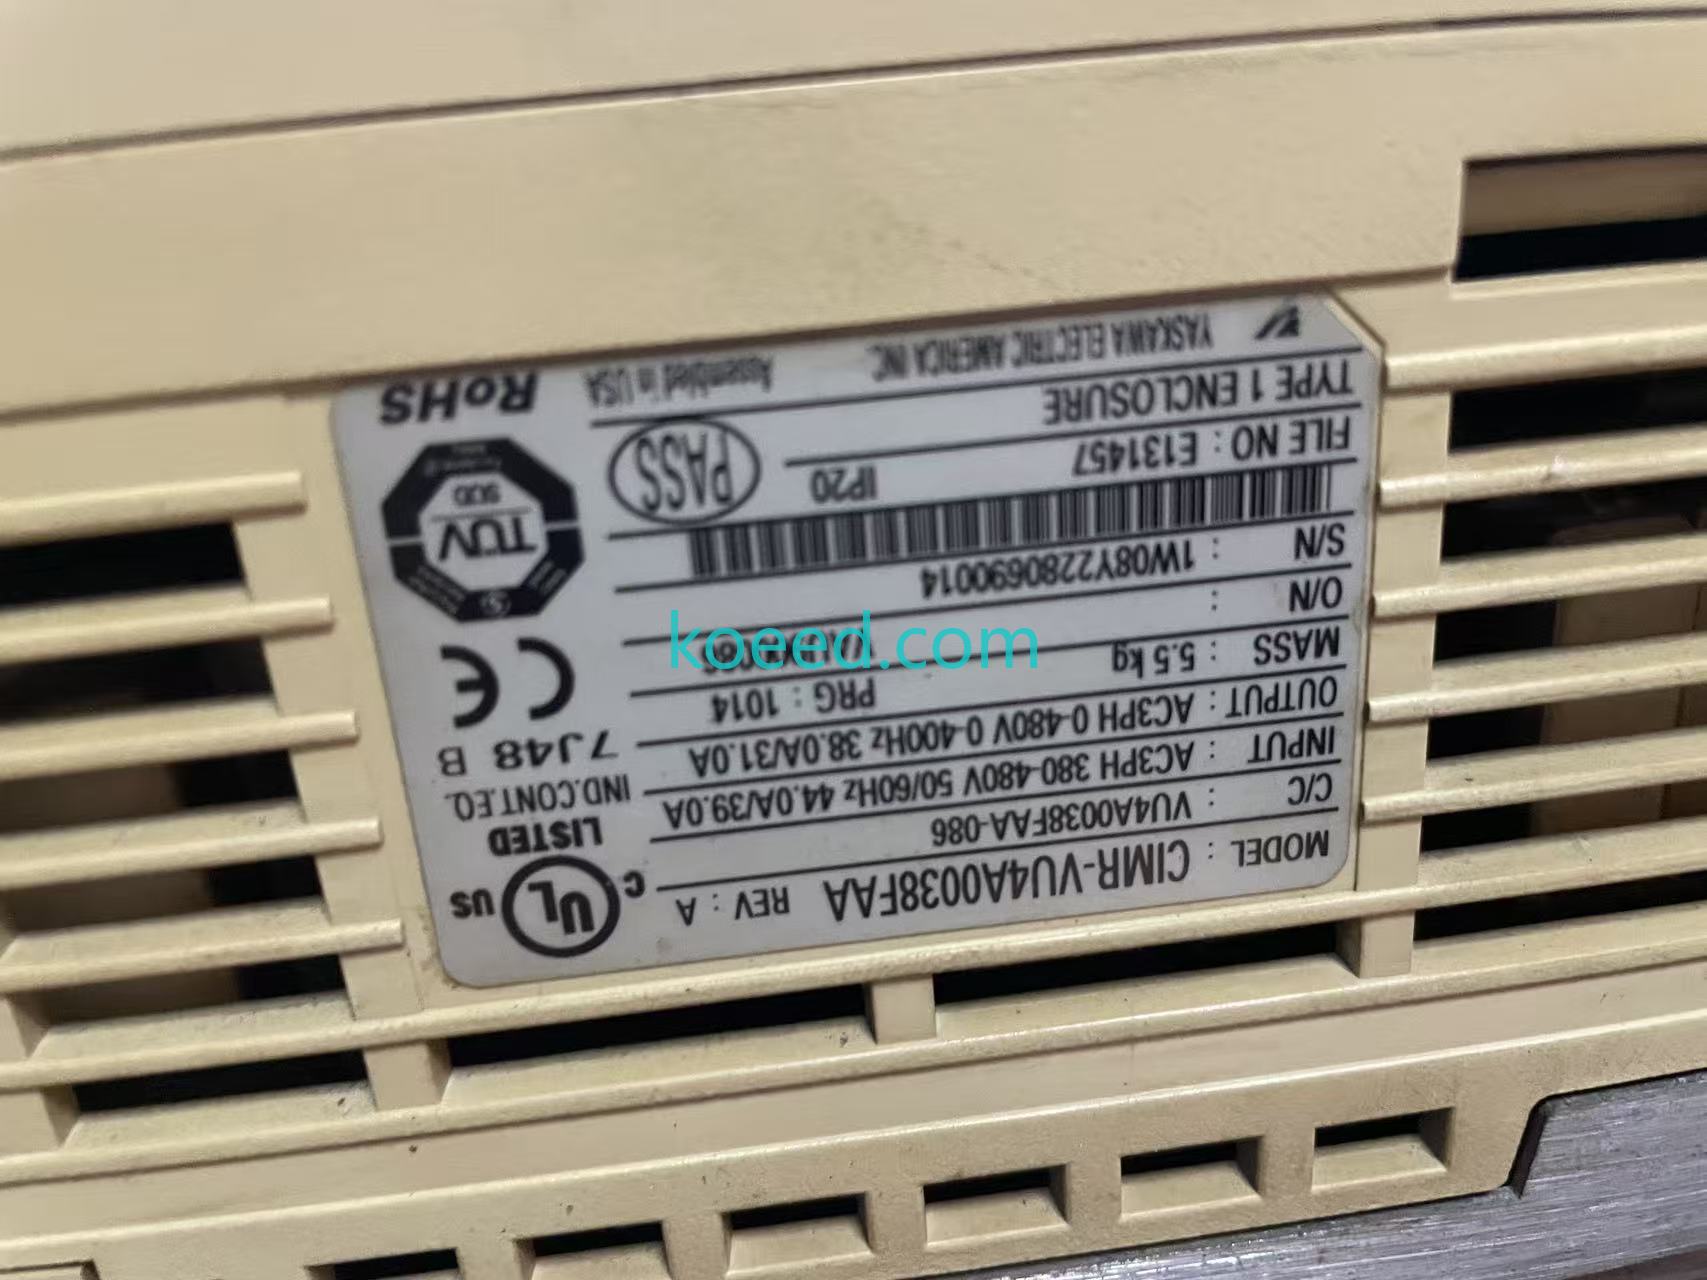 MODEL : CIMR-VU4A0038FAA REV : A
C/C : VU4A0038FAA-086
INPUT : AC3PH 380-480V 50/60Hz 44.0A/39.0A
OUTPUT : AC3PH 0-480V 0-400Hz 38.0A/31.0A
MASS : 5.5 kg PRG : 1014
O/N :
S/N : 1W08Y2280690014
FILE NO : E131457 IP20
TYPE 1 ENCLOSURE
YASKAWA ELECTRIC AMERICA INC.
Assembled in USA
PASS
C UL US
LISTED
IND.CONT.EQ.
7J48 B
CE
TÜV
SÜD
RoHS
koeed.com